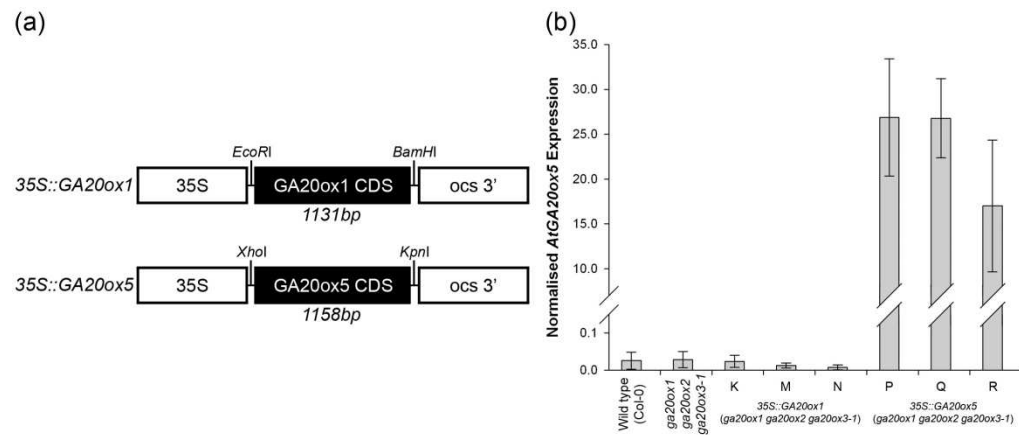 (a)
EcoRI
BamHI
35S::GA20ox1
35S
GA20ox1 CDS
ocs 3’
1131bp
XhoI
KpnI
35S::GA20ox5
35S
GA20ox5 CDS
ocs 3’
1158bp
(b)
Normalised AtGA20ox5 Expression
35.0
30.0
25.0
20.0
15.0
10.0
0.1
0.0
Wild type
(Col-0)
ga20ox1
ga20ox2
ga20ox3-1
K
M
N
35S::GA20ox1
(ga20ox1 ga20ox2 ga20ox3-1)
P
Q
R
35S::GA20ox5
(ga20ox1 ga20ox2 ga20ox3-1)